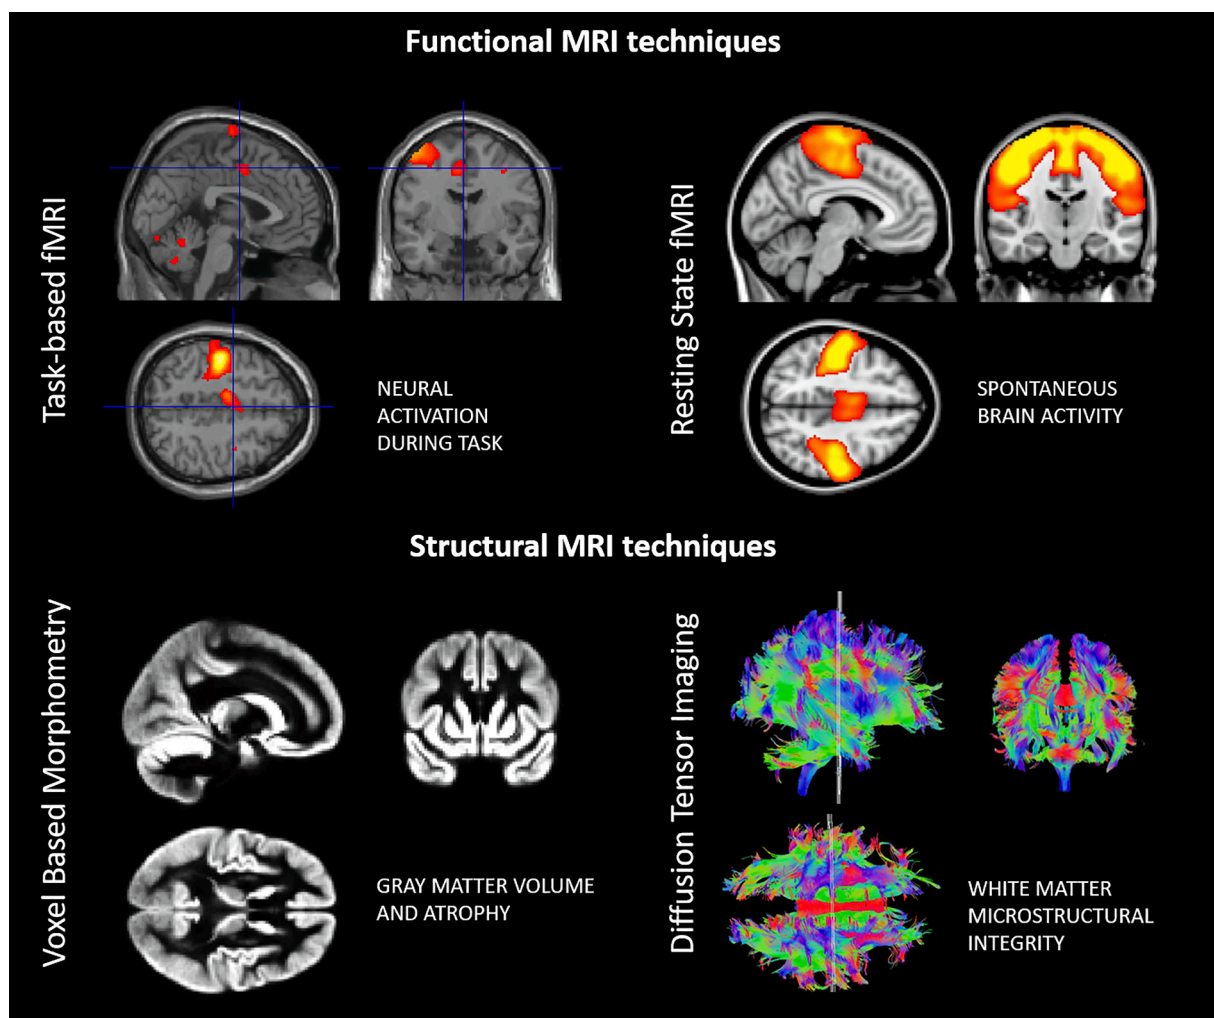 Functional MRI techniques
Task-based fMRI
NEURAL
ACTIVATION
DURING TASK
Resting State fMRI
SPONTANEOUS
BRAIN ACTIVITY
Structural MRI techniques
Voxel Based Morphometry
GRAY MATTER VOLUME
AND ATROPHY
Diffusion Tensor Imaging
WHITE MATTER
MICROSTRUCTURAL
INTEGRITY